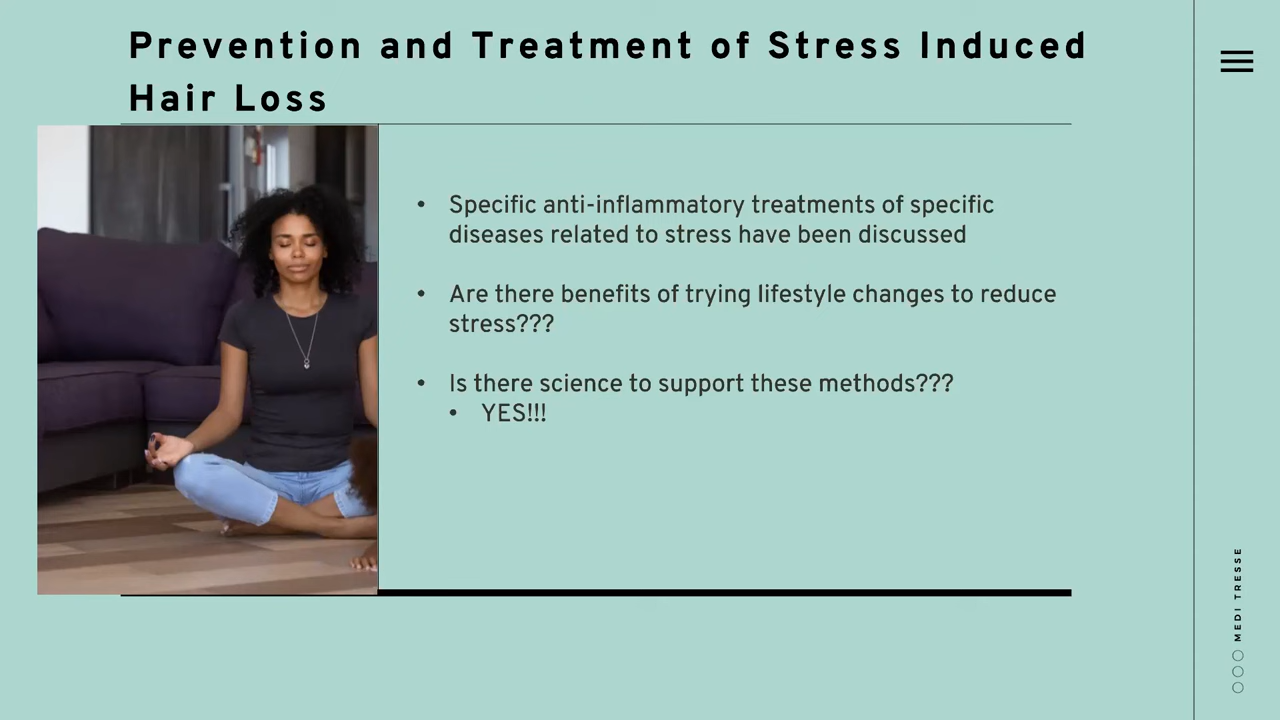 Prevention and Treatment of Stress Induced
Hair Loss
• Specific anti-inflammatory treatments of specific
diseases related to stress have been discussed
• Are there benefits of trying lifestyle changes to reduce
stress???
• Is there science to support these methods???
• YES!!!
MEDI TRESSE